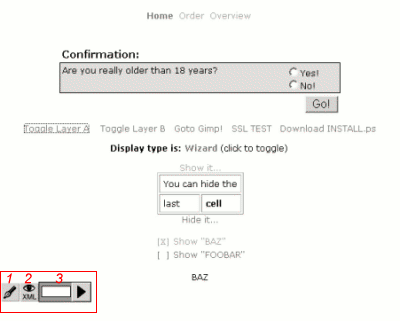 Home Order Overview
Confirmation:
Are you really older than 18 years? Yes!
No!
Go!
Toggle Layer A Toggle Layer B Goto Gimp! SSL TEST Download INSTALL.ps
Display type is: Wizard (click to toggle)
Show it...
You can hide the
last cell
Hide it...
[X] Show "BAZ"
[ ] Show "FOOBAR"
BAZ
1 2 3
XML